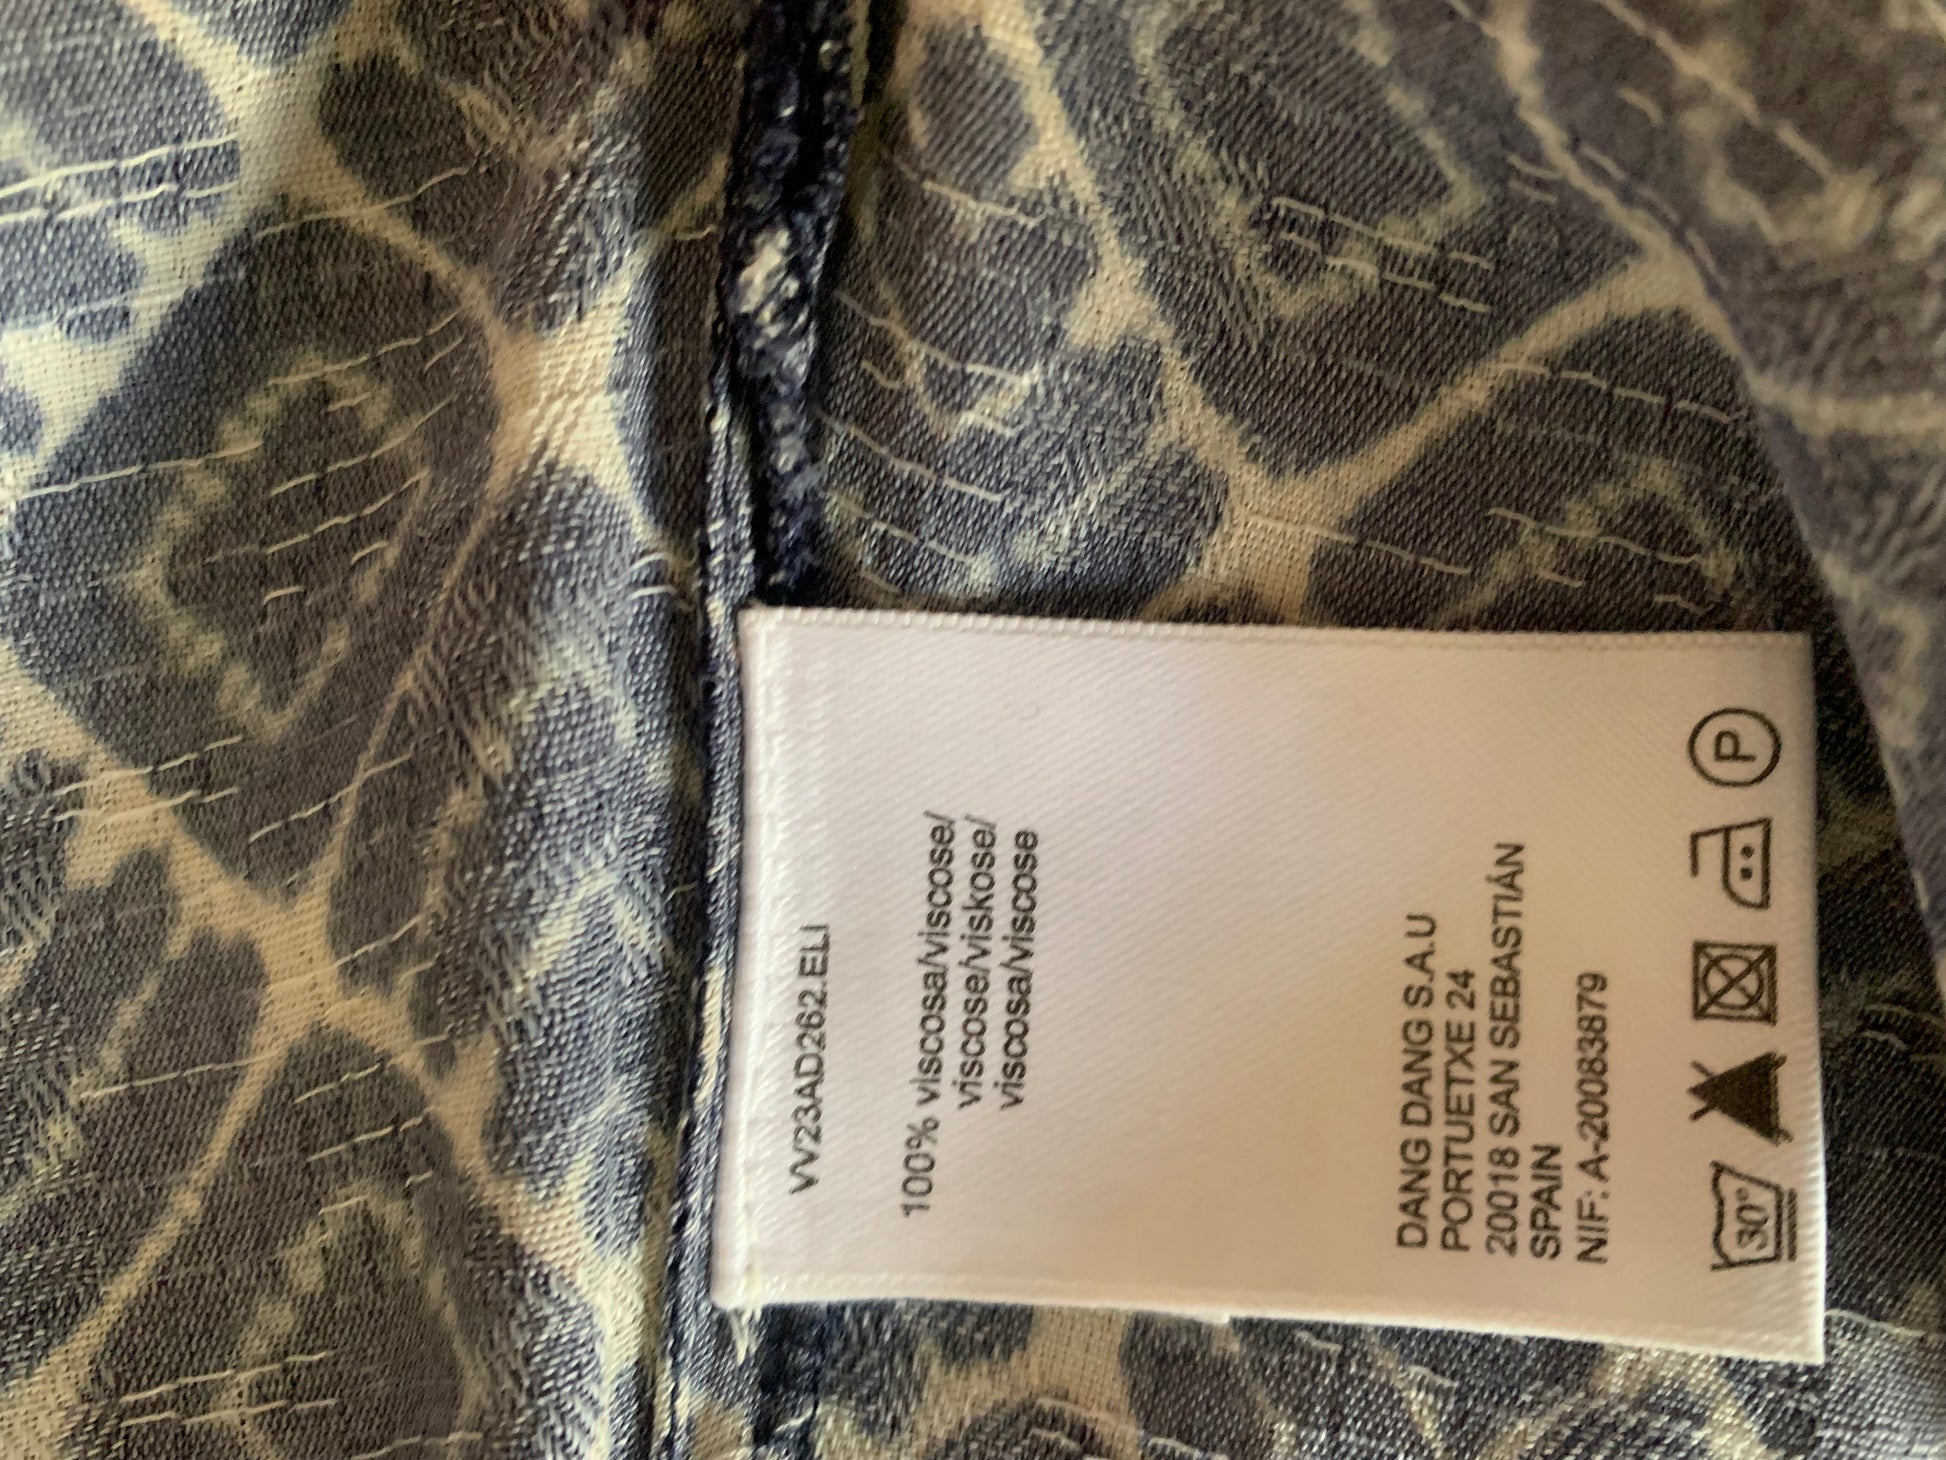 VV23AD262.ELI
100% viscosa/viscose/
viscose/viskose/
viscosa/viscose
DANG DANG S.A.U
PORTUETXE 24
20018 SAN SEBASTIÁN
SPAIN
NIF: A-20083879
30° P